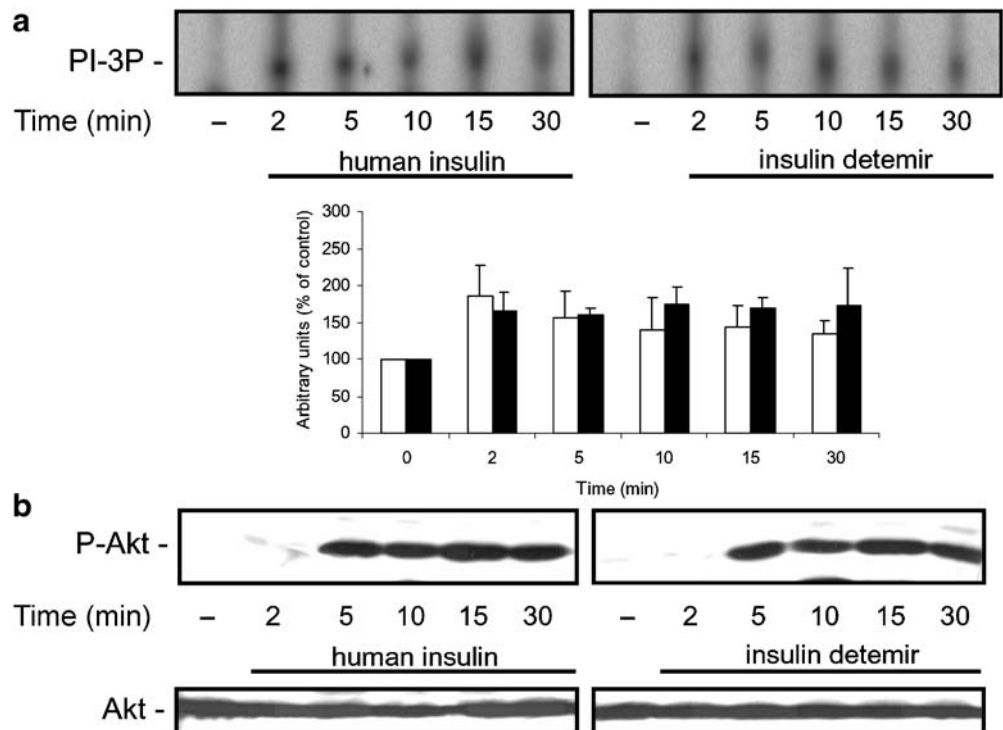 a
PI-3P -
Time (min) – 2 5 10 15 30 – 2 5 10 15 30
human insulin insulin detemir
Arbitrary units (% of control)
300
250
200
150
100
50
0
0 2 5 10 15 30
Time (min)
b
P-Akt -
Time (min) – 2 5 10 15 30 – 2 5 10 15 30
human insulin insulin detemir
Akt -